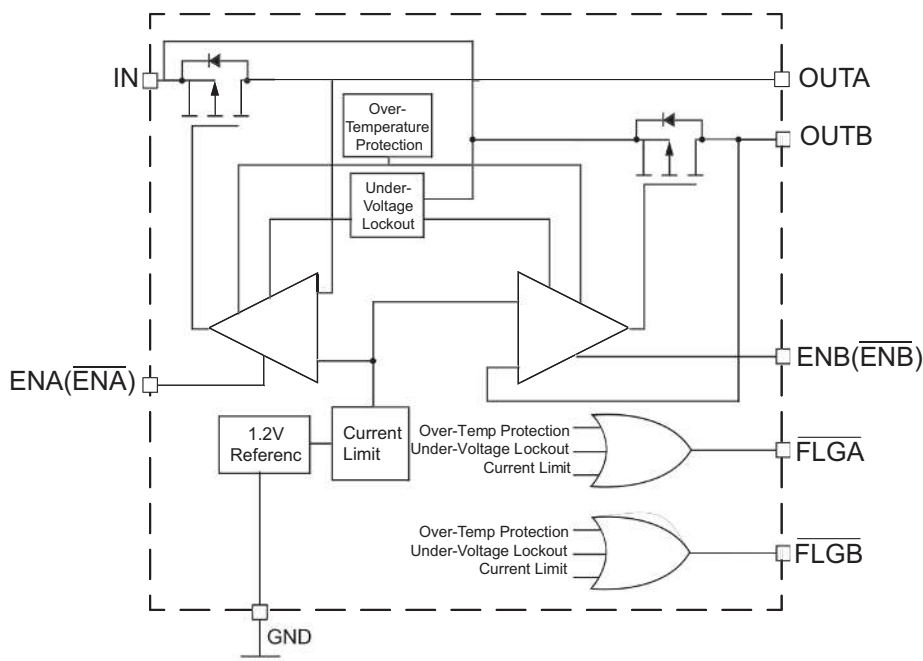 IN
OUTA
Over-
Temperature
Protection
OUTB
Under-
Voltage
Lockout
ENB(ENB)
ENA(ENA)
1.2V
Referenc
Current
Limit
Over-Temp Protection
Under-Voltage Lockout
Current Limit
FLGA
Over-Temp Protection
Under-Voltage Lockout
Current Limit
FLGB
GND